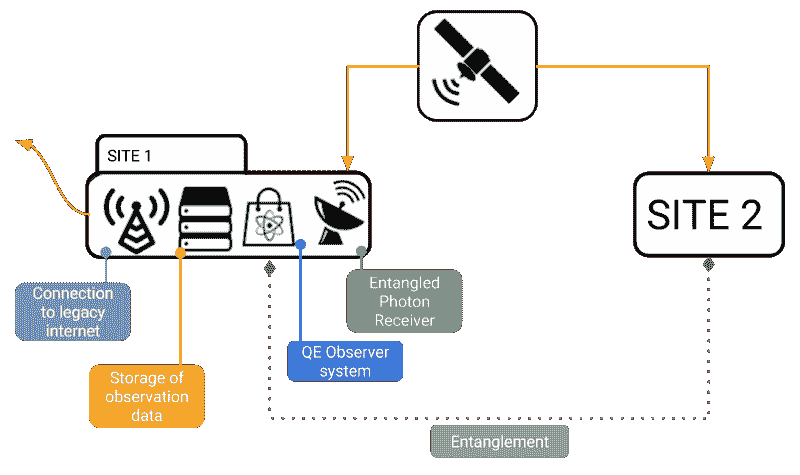 SITE 1
SITE 2
Connection
to legacy
internet
Entangled
Photon
Receiver
QE Observer
system
Storage of
observation
data
Entanglement